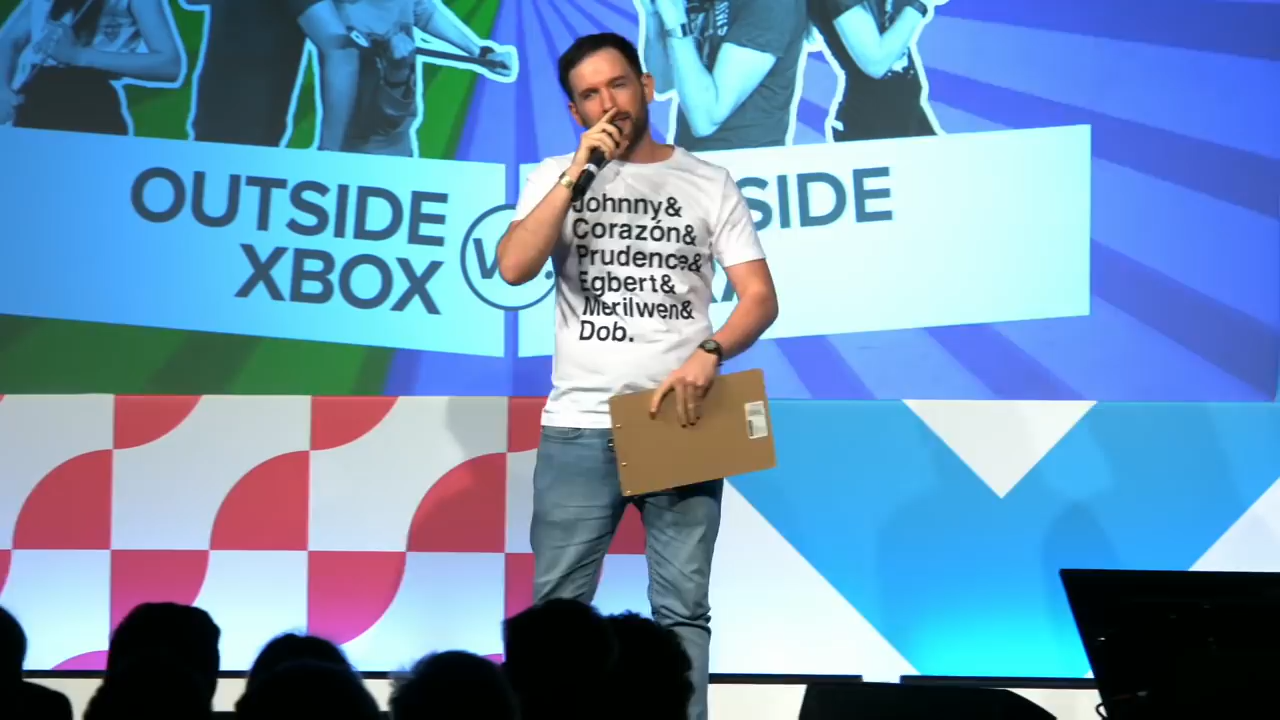 OUTSIDE
XBOX
SIDE
Johnny&
Corazón&
Prudence&
Egbert&
Merilwen&
Dob.